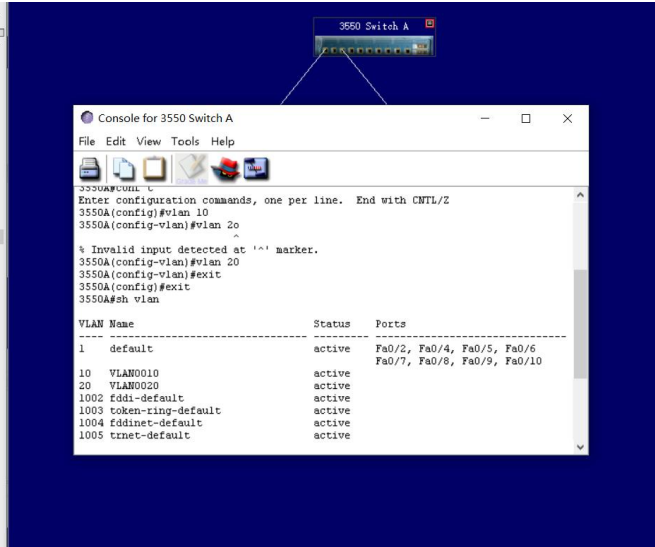 3550 Switch A
Console for 3550 Switch A
File Edit View Tools Help
3550A#conf t
Enter configuration commands, one per line. End with CNTL/Z
3550A(config)#vlan 10
3550A(config-vlan)#vlan 2o
^
% Invalid input detected at '^' marker.
3550A(config-vlan)#vlan 20
3550A(config-vlan)#exit
3550A(config)#exit
3550A#sh vlan
VLAN Name Status Ports
---- -------------------------------- --------- -------------------------------
1 default active Fa0/2, Fa0/4, Fa0/5, Fa0/6
Fa0/7, Fa0/8, Fa0/9, Fa0/10
10 VLAN0010 active
20 VLAN0020 active
1002 fddi-default active
1003 token-ring-default active
1004 fddinet-default active
1005 trnet-default active